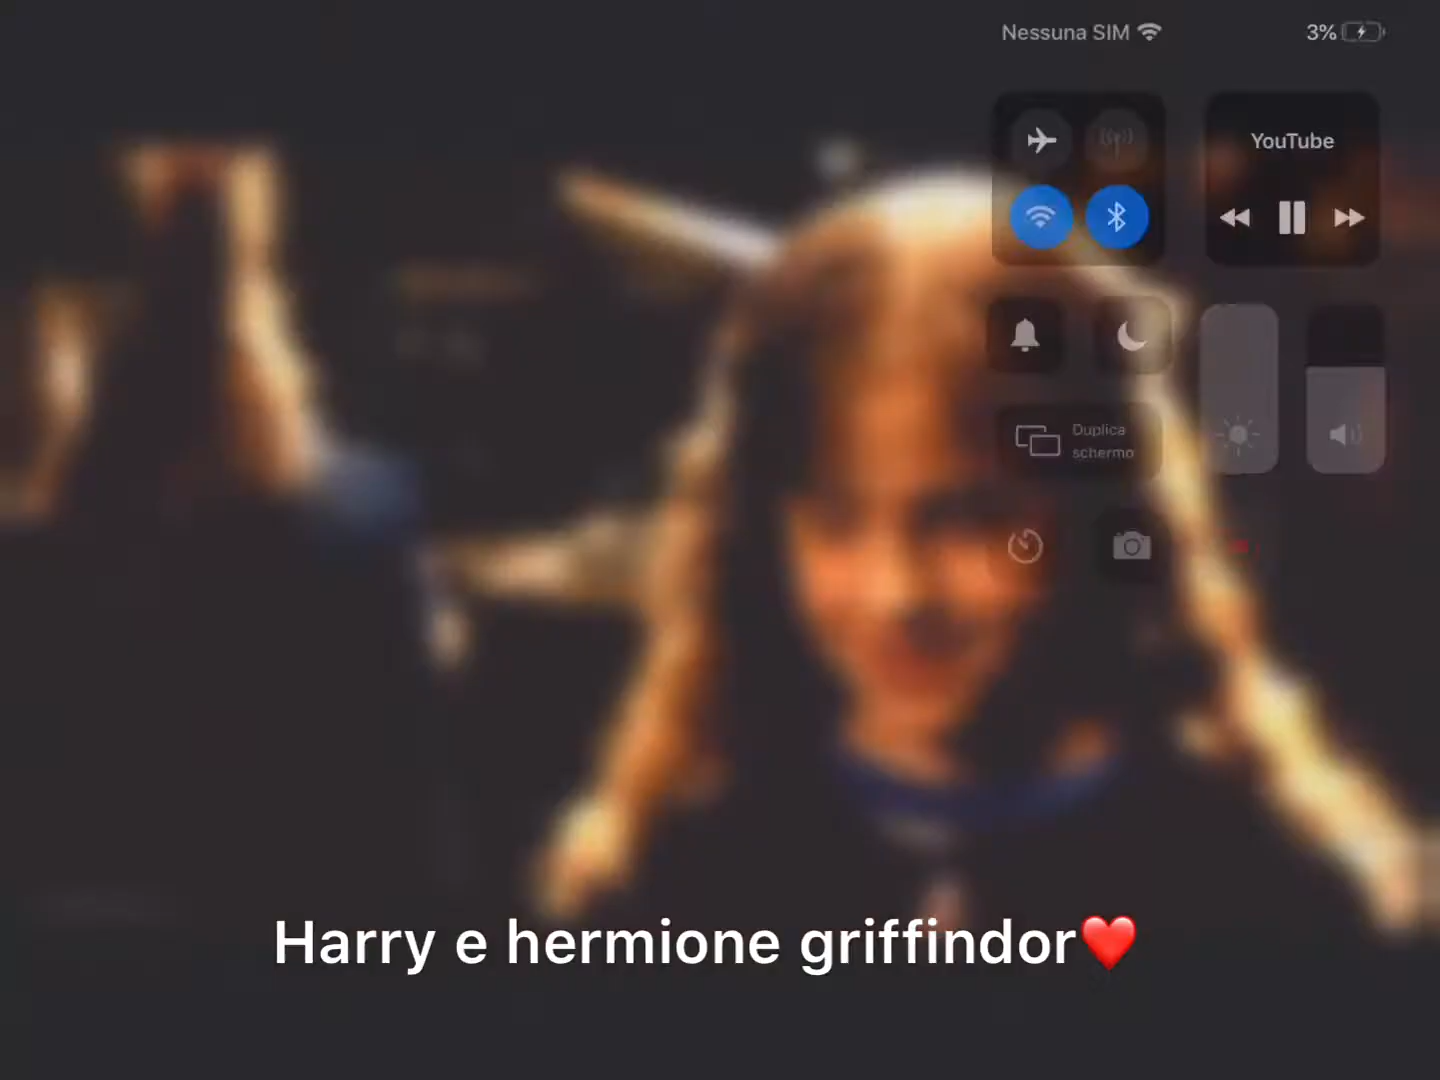 Nessuna SIM 3%
YouTube
Duplica
schermo
Harry e hermione griffindor❤️